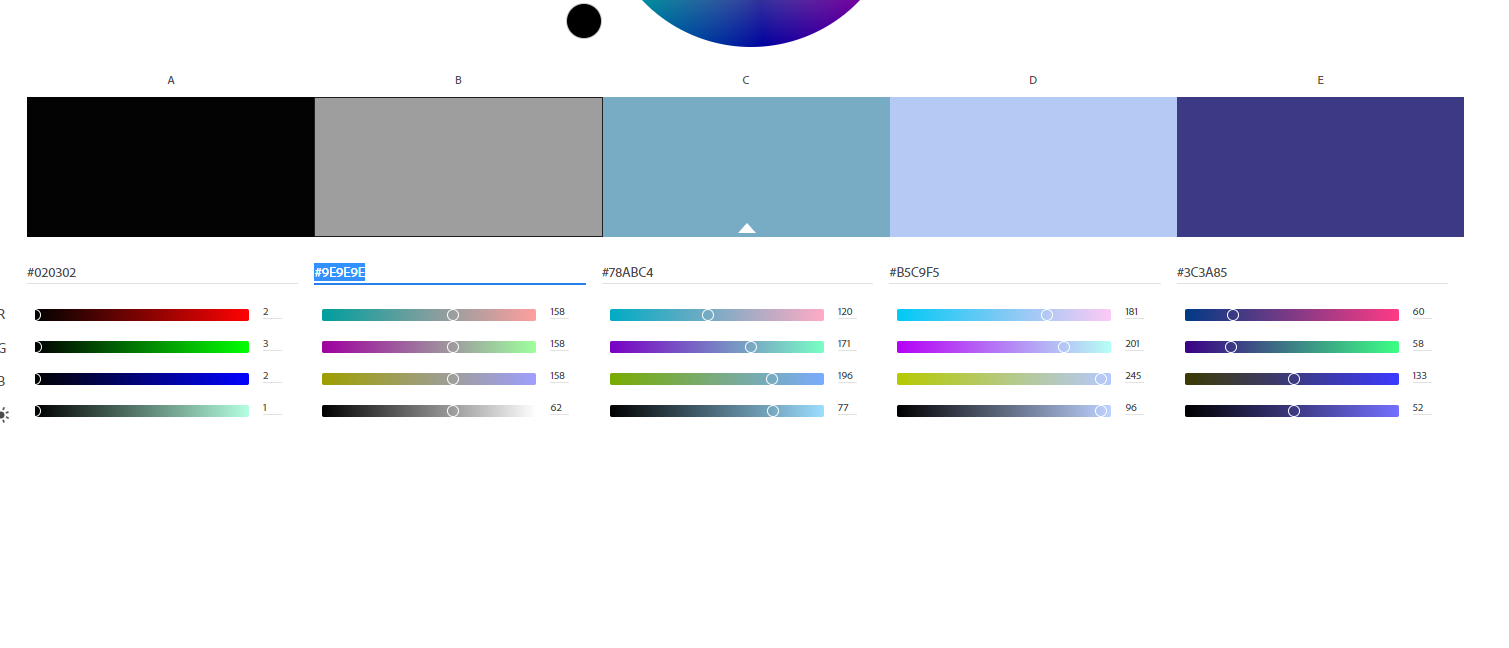 A B C D E
#020302 #9E9E9E #78ABC4 #B5C9F5 #3C3A85
R 2 158 120 181 60
G 3 158 171 201 58
B 2 158 196 245 133
1 62 77 96 52